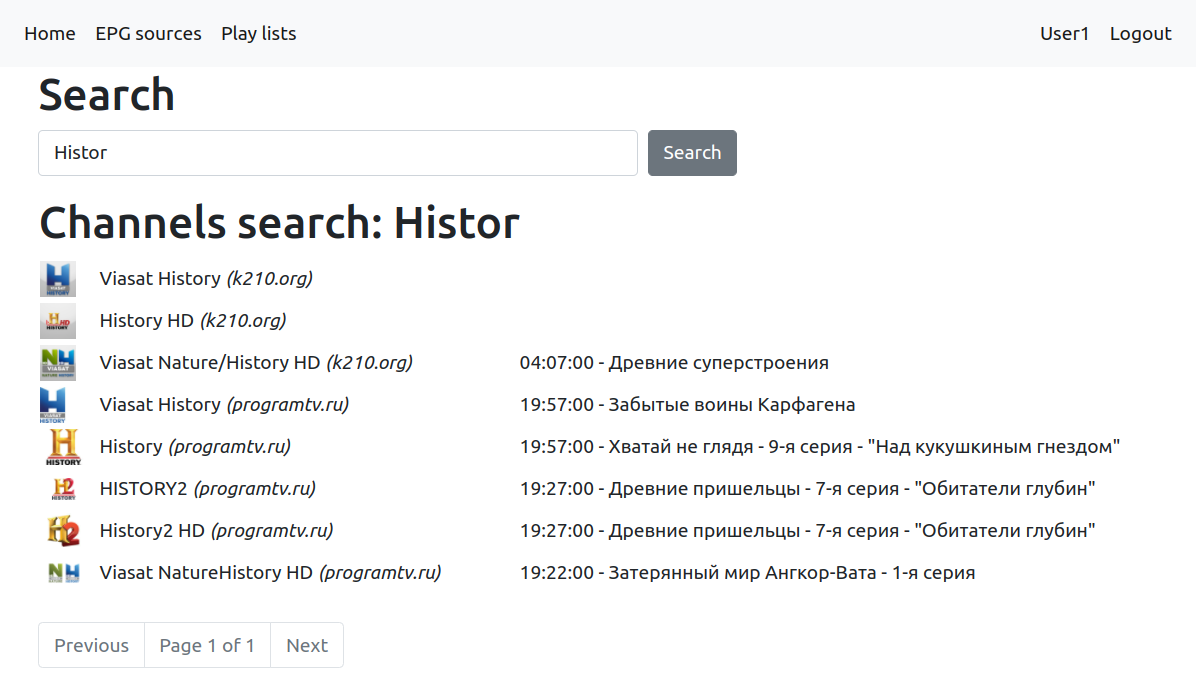 Home EPG sources Play lists User1 Logout
Search
Histor Search
Channels search: Histor
Viasat History (k210.org)
History HD (k210.org)
Viasat Nature/History HD (k210.org) 04:07:00 - Древние суперстроения
Viasat History (programtv.ru) 19:57:00 - Забытые воины Карфагена
HISTORY History (programtv.ru) 19:57:00 - Хватай не глядя - 9-я серия - "Над кукушкиным гнездом"
HISTORY2 (programtv.ru) 19:27:00 - Древние пришельцы - 7-я серия - "Обитатели глубин"
History2 HD (programtv.ru) 19:27:00 - Древние пришельцы - 7-я серия - "Обитатели глубин"
Viasat NatureHistory HD (programtv.ru) 19:22:00 - Затерянный мир Ангкор-Вата - 1-я серия
Previous Page 1 of 1 Next